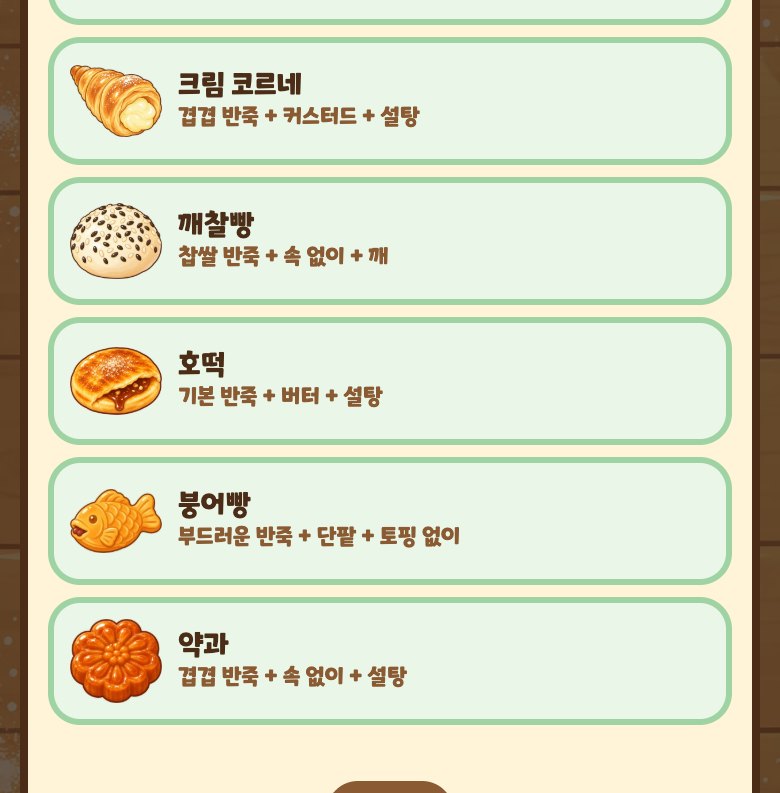 크림 코르네
겹겹 반죽 + 커스터드 + 설탕
깨찰빵
찹쌀 반죽 + 속 없이 + 깨
호떡
기본 반죽 + 버터 + 설탕
붕어빵
부드러운 반죽 + 단팥 + 토핑 없이
약과
겹겹 반죽 + 속 없이 + 설탕